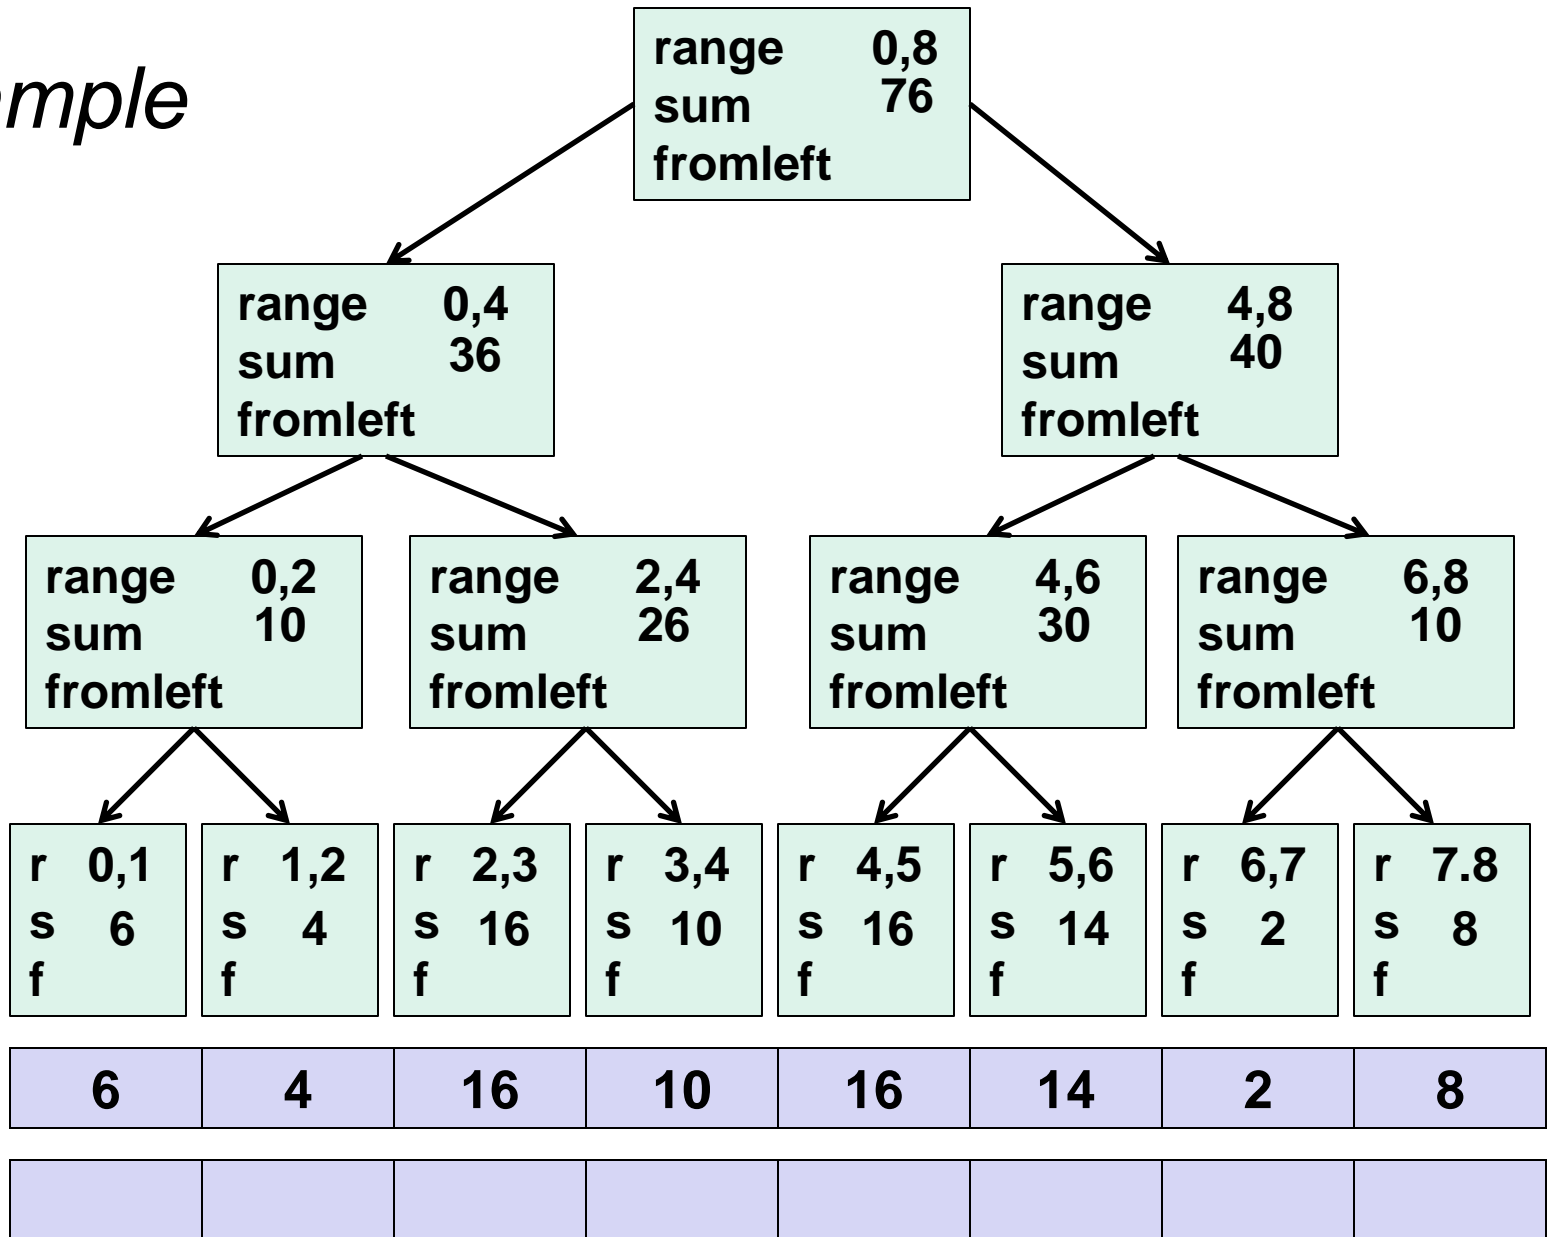 ample
range 0,8
sum 76
fromleft
range 0,4
sum 36
fromleft
range 4,8
sum 40
fromleft
range 0,2
sum 10
fromleft
range 2,4
sum 26
fromleft
range 4,6
sum 30
fromleft
range 6,8
sum 10
fromleft
r 0,1
s 6
f
r 1,2
s 4
f
r 2,3
s 16
f
r 3,4
s 10
f
r 4,5
s 16
f
r 5,6
s 14
f
r 6,7
s 2
f
r 7.8
s 8
f
6 4 16 10 16 14 2 8